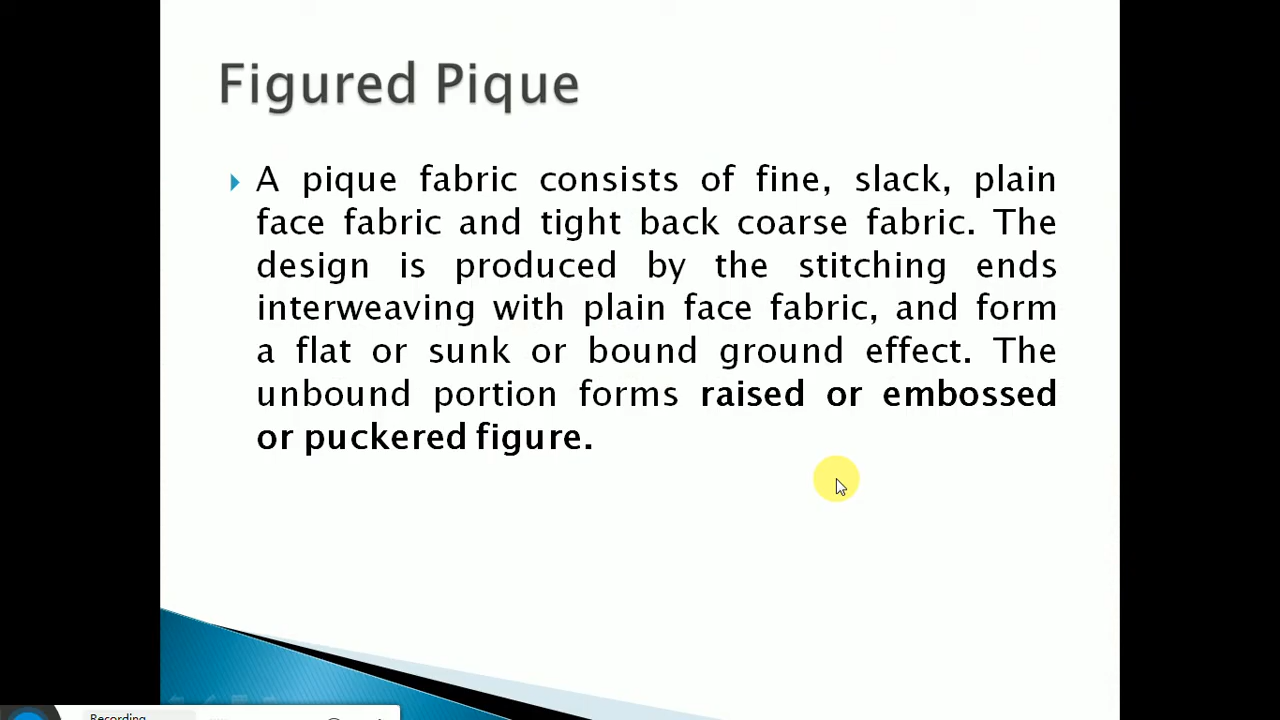 Figured Pique
A pique fabric consists of fine, slack, plain
face fabric and tight back coarse fabric. The
design is produced by the stitching ends
interweaving with plain face fabric, and form
a flat or sunk or bound ground effect. The
unbound portion forms raised or embossed
or puckered figure.
Recording